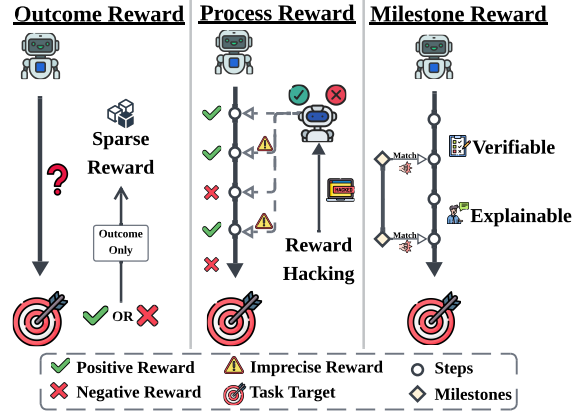 Outcome Reward
Process Reward
Milestone Reward
Sparse
Reward
?
Outcome
Only
OR
HACKED
Reward
Hacking
Match
Verifiable
Explainable
Match
Positive Reward
Imprecise Reward
Steps
Negative Reward
Task Target
Milestones